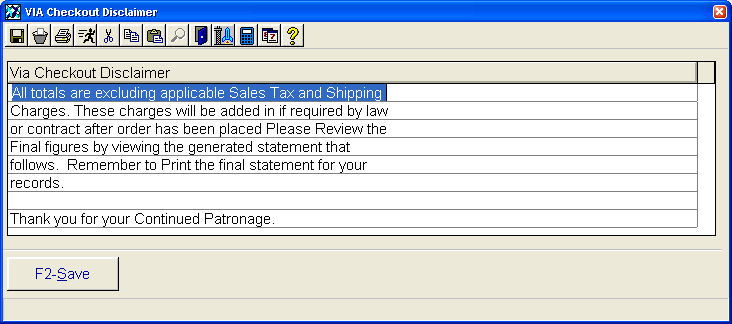 VIA Checkout Disclaimer
Via Checkout Disclaimer
All totals are excluding applicable Sales Tax and Shipping
Charges. These charges will be added in if required by law
or contract after order has been placed Please Review the
Final figures by viewing the generated statement that
follows.  Remember to Print the final statement for your
records.
Thank you for your Continued Patronage.
F2-Save